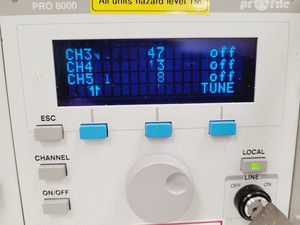 PRO 8000
All units hazard level 1M
profile
CH3 47 off
CH4 13 off
CH5 8 off
TUNE
ESC
CHANNEL
LOCAL
LINE
OFF ON
ON/OFF